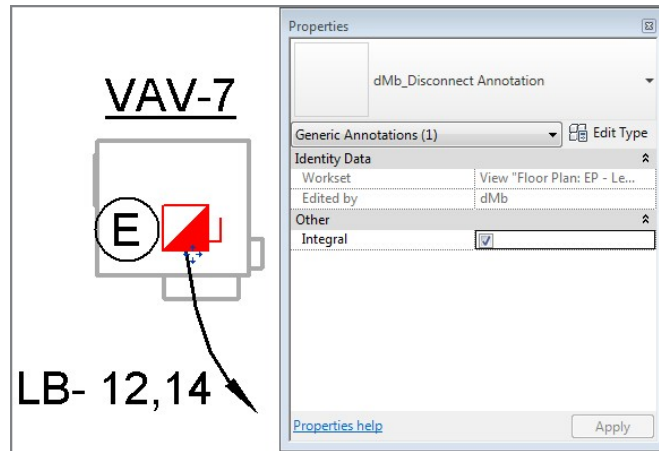 VAV-7
E
LB- 12,14
Properties
dMb_Disconnect Annotation
Generic Annotations (1) Edit Type
Identity Data
Workset View "Floor Plan: EP - Le...
Edited by dMb
Other
Integral
Properties help Apply